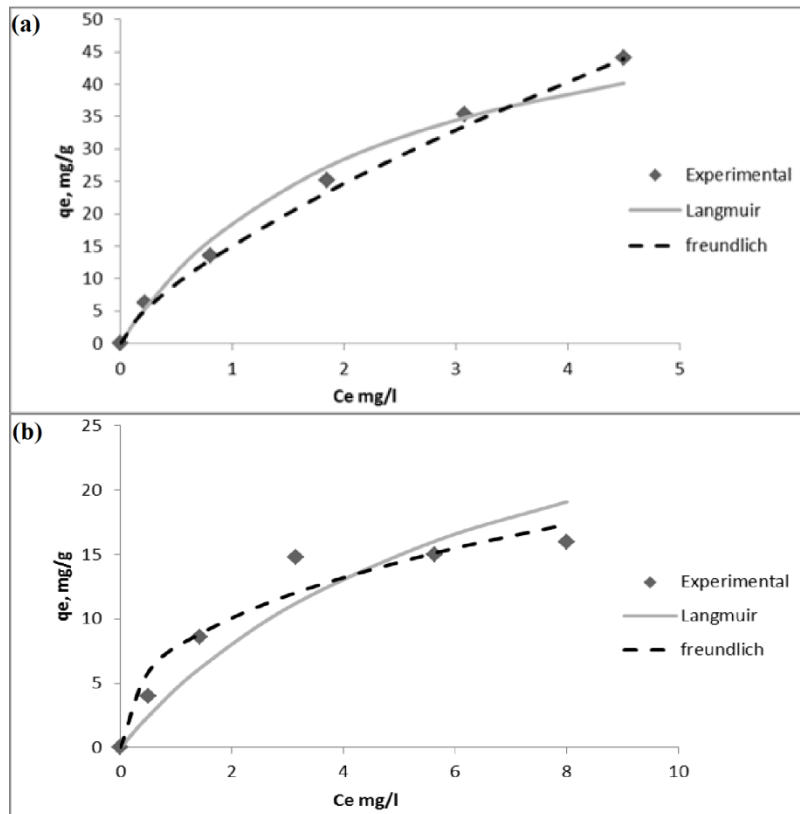 (a)
50
45
40
35
30
25
20
15
10
5
0
qe, mg/g
0 1 2 3 4 5
Ce mg/l
Experimental
Langmuir
freundlich
(b)
25
20
15
10
5
0
qe, mg/g
0 2 4 6 8 10
Ce mg/l
Experimental
Langmuir
freundlich